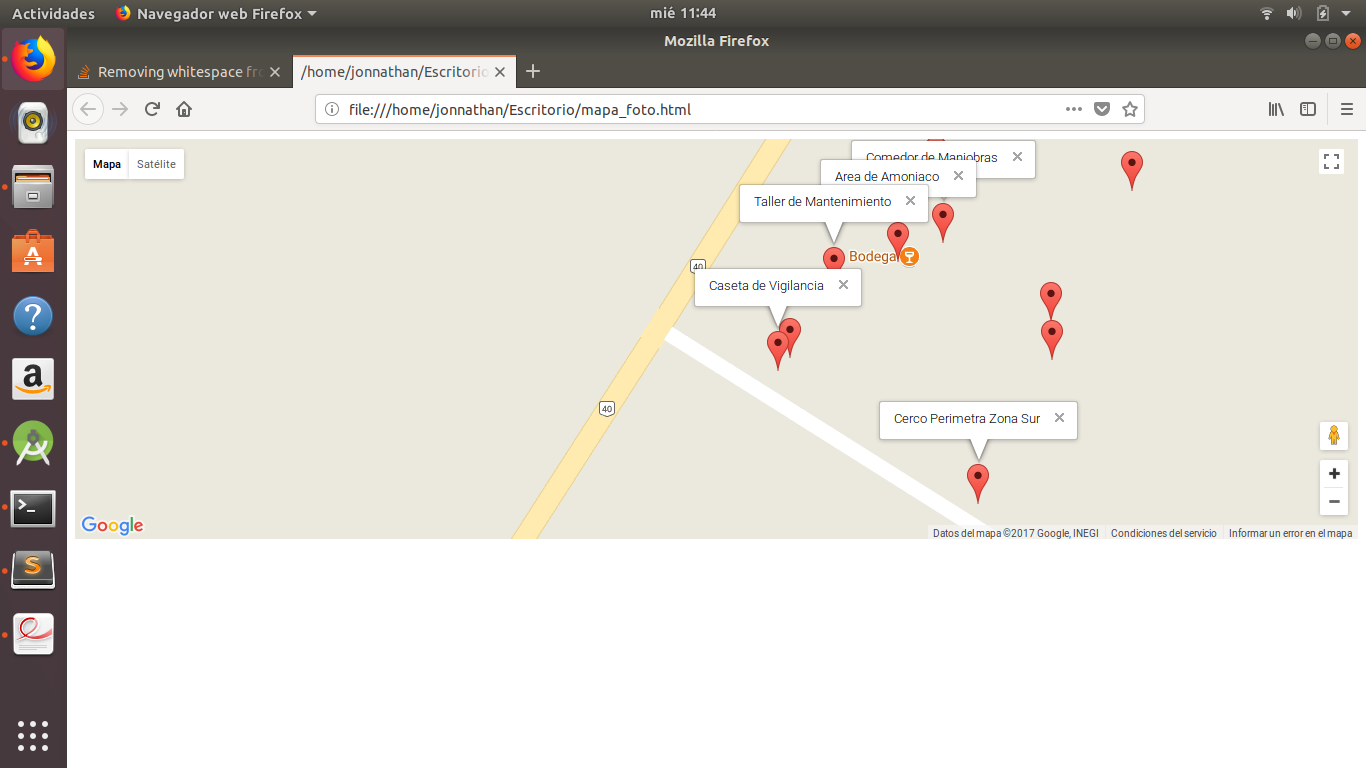 Actividades
Navegador web Firefox
mié 11:44
Mozilla Firefox
Removing whitespace fro
/home/jonnathan/Escritorio
file:///home/jonnathan/Escritorio/mapa_foto.html
Mapa
Satélite
Comedor de Maniobras
Area de Amoniaco
Taller de Mantenimiento
40
Bodega
Caseta de Vigilancia
40
Cerco Perimetra Zona Sur
Google
Datos del mapa ©2017 Google, INEGI
Condiciones del servicio
Informar un error en el mapa